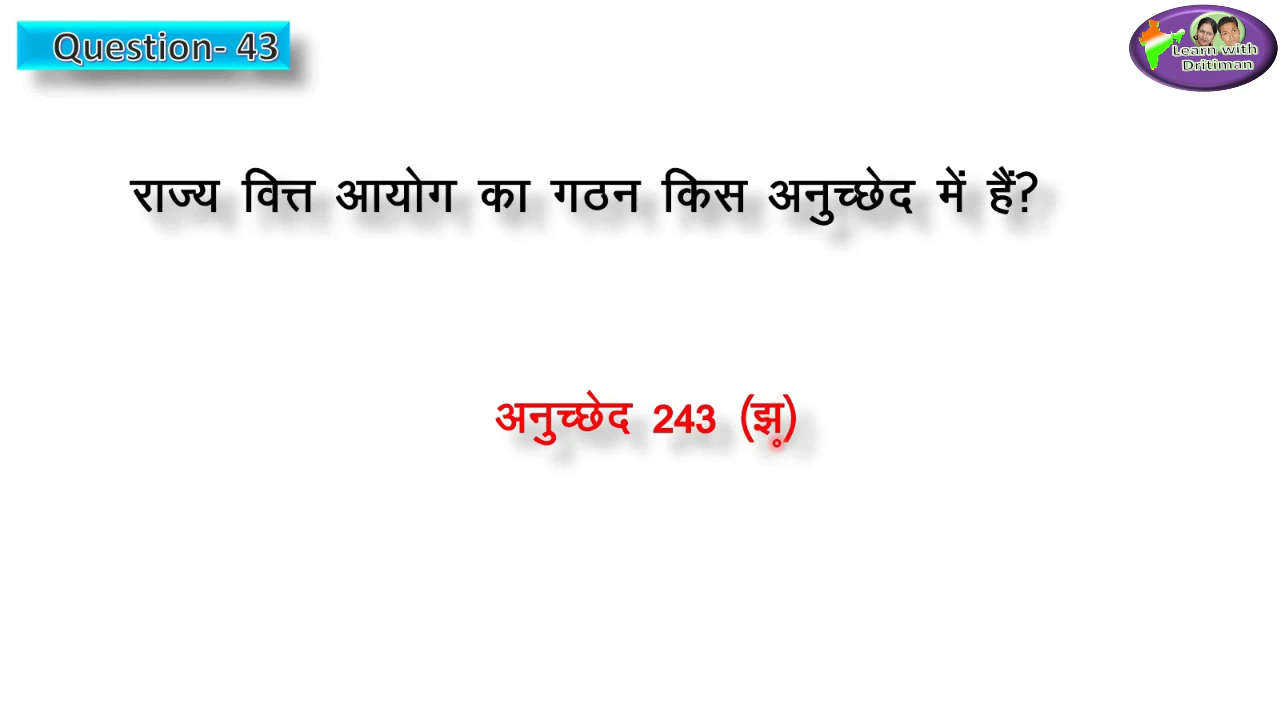 Question- 43
Learn with
Dritiman
राज्य वित्त आयोग का गठन किस अनुच्छेद में हैं?
अनुच्छेद 243 (झ)